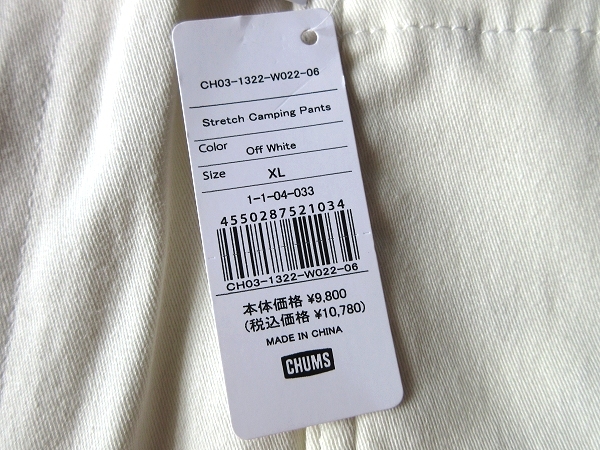 CH03-1322-W022-06
Stretch Camping Pants
Color Off White
Size XL
1-1-04-033
4550287521034
CH03-1322-W022-06
本体価格 ¥9,800
(税込価格 ¥10,780)
MADE IN CHINA
CHUMS